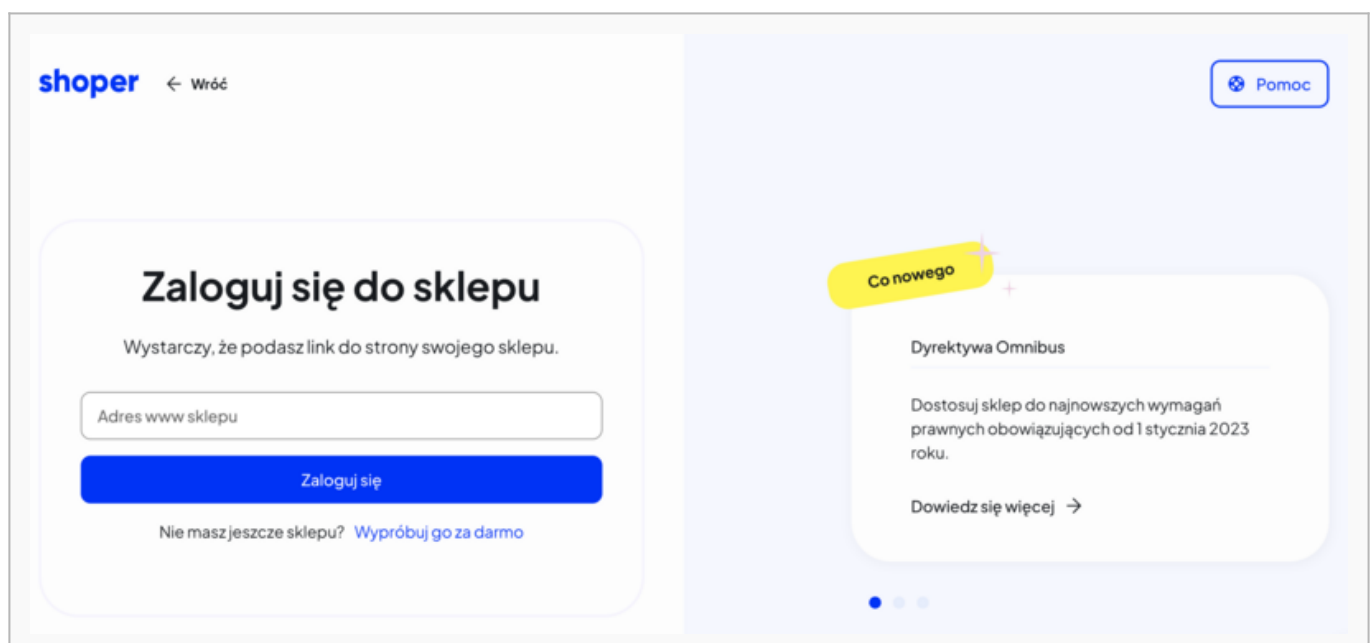 shoper
← Wróć
Pomoc
Zaloguj się do sklepu
Wystarczy, że podasz link do strony swojego sklepu.
Adres www sklepu
Zaloguj się
Nie masz jeszcze sklepu? Wypróbuj go za darmo
Co nowego
Dyrektywa Omnibus
Dostosuj sklep do najnowszych wymagań
prawnych obowiązujących od 1 stycznia 2023
roku.
Dowiedz się więcej →